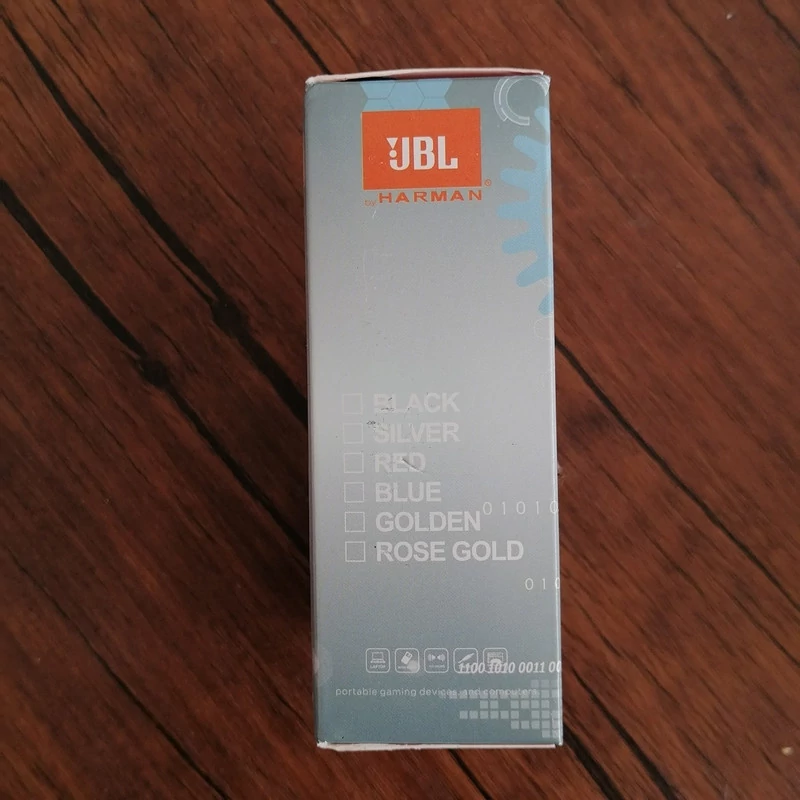 JBL
by HARMAN®
BLACK
SILVER
RED
BLUE
GOLDEN
01010
ROSE GOLD
010
1100 1010 0011 00
portable gaming devices, and computers